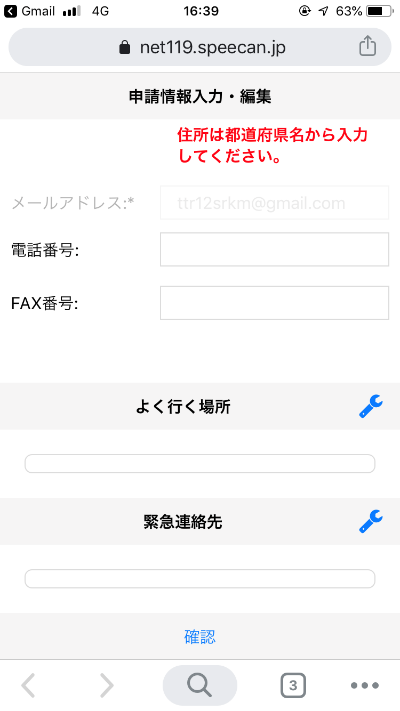 Gmail 4G 16:39 63%
net119.speecan.jp
申請情報入力・編集
住所は都道府県名から入力
してください。
メールアドレス:* ttr12srkm@gmail.com
電話番号:
FAX番号:
よく行く場所
緊急連絡先
確認
3